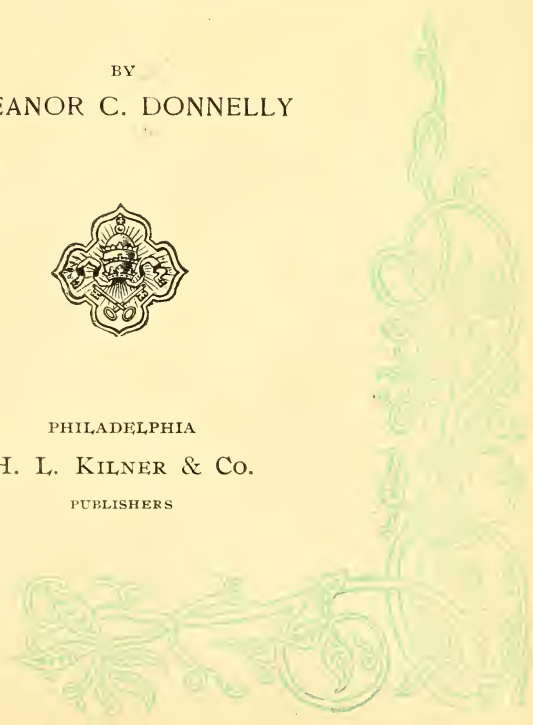 BY
EANOR C. DONNELLY
PHILADELPHIA
H. L. KILNER & CO.
PUBLISHERS